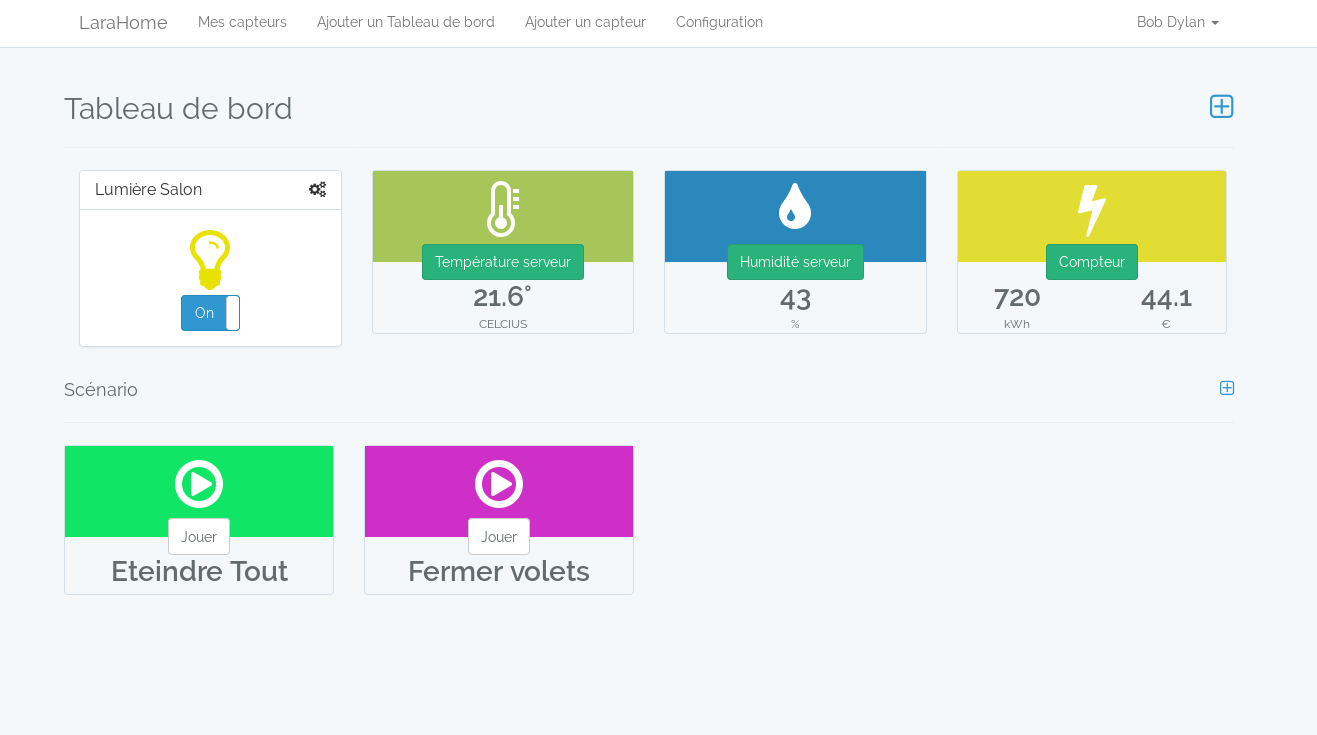 LaraHome Mes capteurs Ajouter un Tableau de bord Ajouter un capteur Configuration Bob Dylan
Tableau de bord
Lumière Salon
On
Température serveur
21.6°
CELCIUS
Humidité serveur
43
%
Compteur
720 44.1
kWh €
Scénario
Jouer
Eteindre Tout
Jouer
Fermer volets